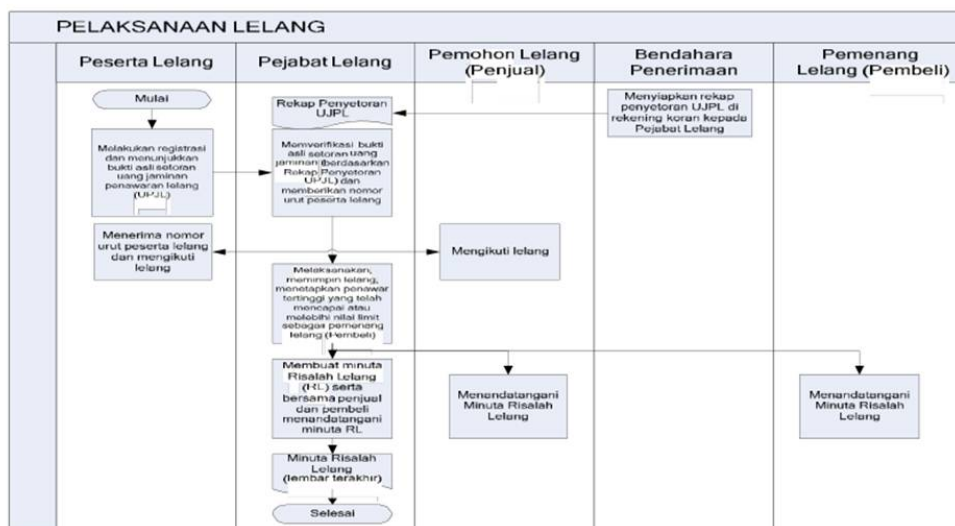 PELAKSANAAN LELANG
Peserta Lelang
Pejabat Lelang
Pemohon Lelang
(Penjual)
Bendahara
Penerimaan
Pemenang
Lelang (Pembeli)
Mulai
Rekap Penyetoran
UJPL
Menyiapkan rekap
penyetoran UJPL di
rekening koran kepada
Pejabat Lelang
Melakukan registrasi
dan menunjukkan
bukti asli setoran
uang jaminan
penawaran lelang
(UPJL)
Memverifikasi bukti
asli setoran uang
jaminan (berdasarkan
Rekap Penyetoran
UPJL) dan
memberikan nomor
urut peserta lelang
Menerima nomor
urut peserta lelang
dan mengikuti
lelang
Mengikuti lelang
Melaksanakan,
memimpin lelang,
menetapkan penawar
tertinggi yang telah
mencapai atau
melebihi nilai limit
sebagai pemenang
lelang (Pembeli)
Membuat minuta
Risalah Lelang
(RL) serta
bersama penjual
dan pembeli
menandatangani
minuta RL
Menandatangani
Minuta Risalah
Lelang
Menandatangani
Minuta Risalah
Lelang
Minuta Risalah
Lelang
(lembar terakhir)
Selesai